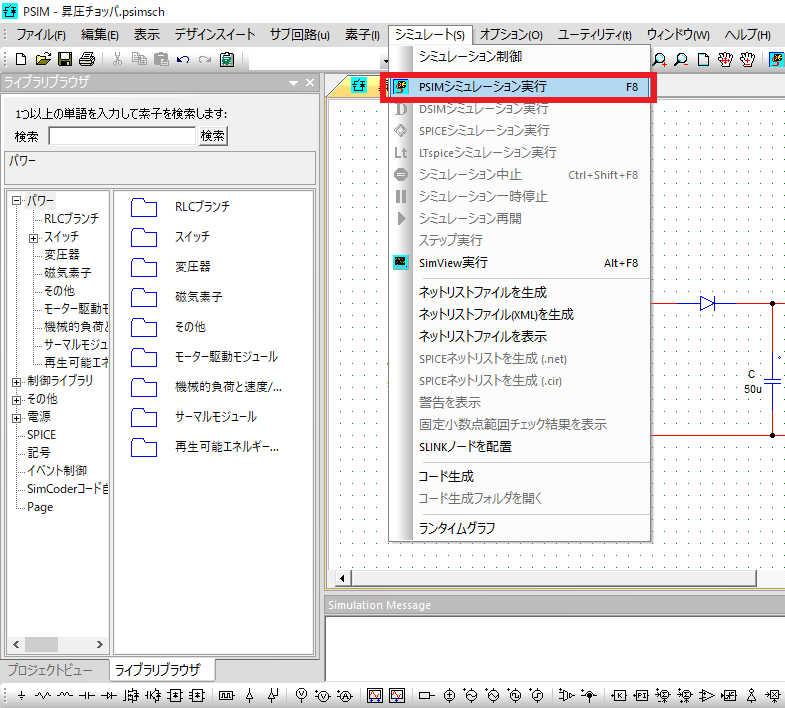 PSIM - 昇圧チョッパ.psimsch
ファイル(F) 編集(E) 表示 デザインスイート サブ回路(u) 素子(l) シミュレート(S) オプション(O) ユーティリティ(t) ウィンドウ(W) ヘルプ(H)
ライブラリブラウザ
1つ以上の単語を入力して素子を検索します:
検索 検索
パワー
パワー
RLCブランチ
スイッチ
変圧器
磁気素子
その他
モーター駆動モ
機械的負荷と
サーマルモジュ
再生可能エネ
制御ライブラリ
その他
電源
SPICE
記号
イベント制御
SimCoderコード自
Page
RLCブランチ
スイッチ
変圧器
磁気素子
その他
モーター駆動モジュール
機械的負荷と速度/...
サーマルモジュール
再生可能エネルギー...
シミュレーション制御
PSIMシミュレーション実行 F8
DSIMシミュレーション実行
SPICEシミュレーション実行
LTspiceシミュレーション実行
シミュレーション中止 Ctrl+Shift+F8
シミュレーション一時停止
シミュレーション再開
ステップ実行
SimView実行 Alt+F8
ネットリストファイルを生成
ネットリストファイル(XML)を生成
ネットリストファイルを表示
SPICEネットリストを生成 (.net)
SPICEネットリストを生成 (.cir)
警告を表示
固定小数点範囲チェック結果を表示
SLINKノードを配置
コード生成
コード生成フォルダを開く
ランタイムグラフ
C
50u
Simulation Message
プロジェクトビュー ライブラリブラウザ